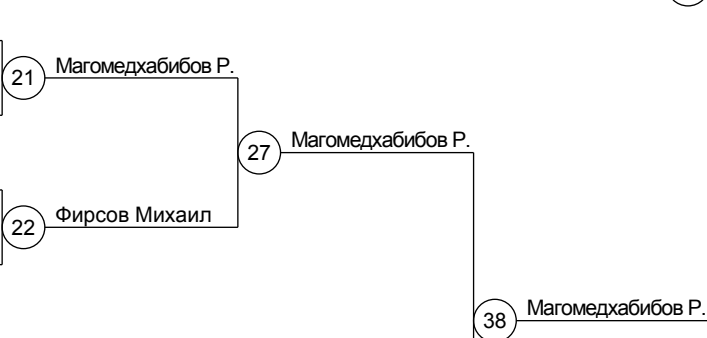 21 Магомедхабибов Р.
27 Магомедхабибов Р.
22 Фирсов Михаил
38 Магомедхабибов Р.